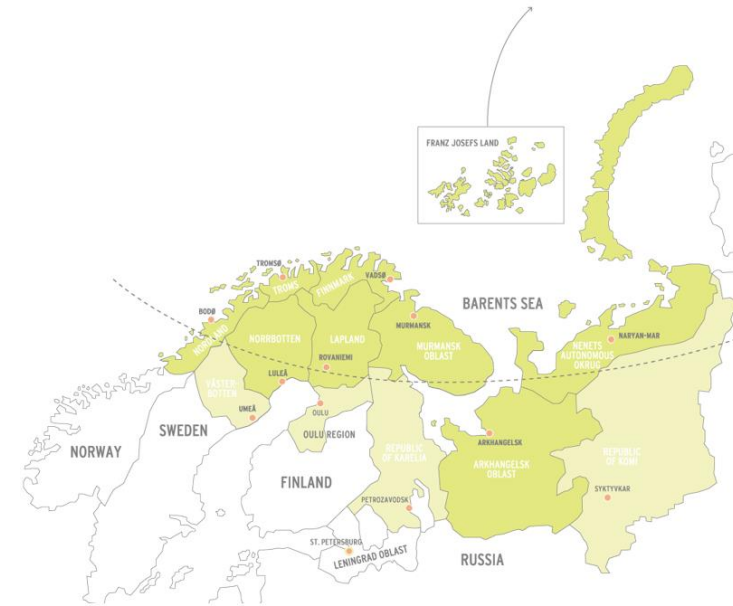 FRANZ JOSEFS LAND
TROMSØ
TROMS
FINNMARK
VADSØ
BARENTS SEA
BODØ
NORDLAND
MURMANSK
NORRBOTTEN
LAPLAND
MURMANSK
OBLAST
NARYAN-MAR
NENETS
AUTONOMOUS
OKRUG
ROVANIEMI
LULEÅ
VÄSTER
BOTTEN
UMEÅ
OULU
SWEDEN
OULU REGION
NORWAY
ARKHANGELSK
REPUBLIC
OF KARELIA
ARKHANGELSK
OBLAST
REPUBLIC
OF KOMI
FINLAND
PETROZAVODSK
SYKTYVKAR
ST. PETERSBURG
LENINGRAD OBLAST
RUSSIA